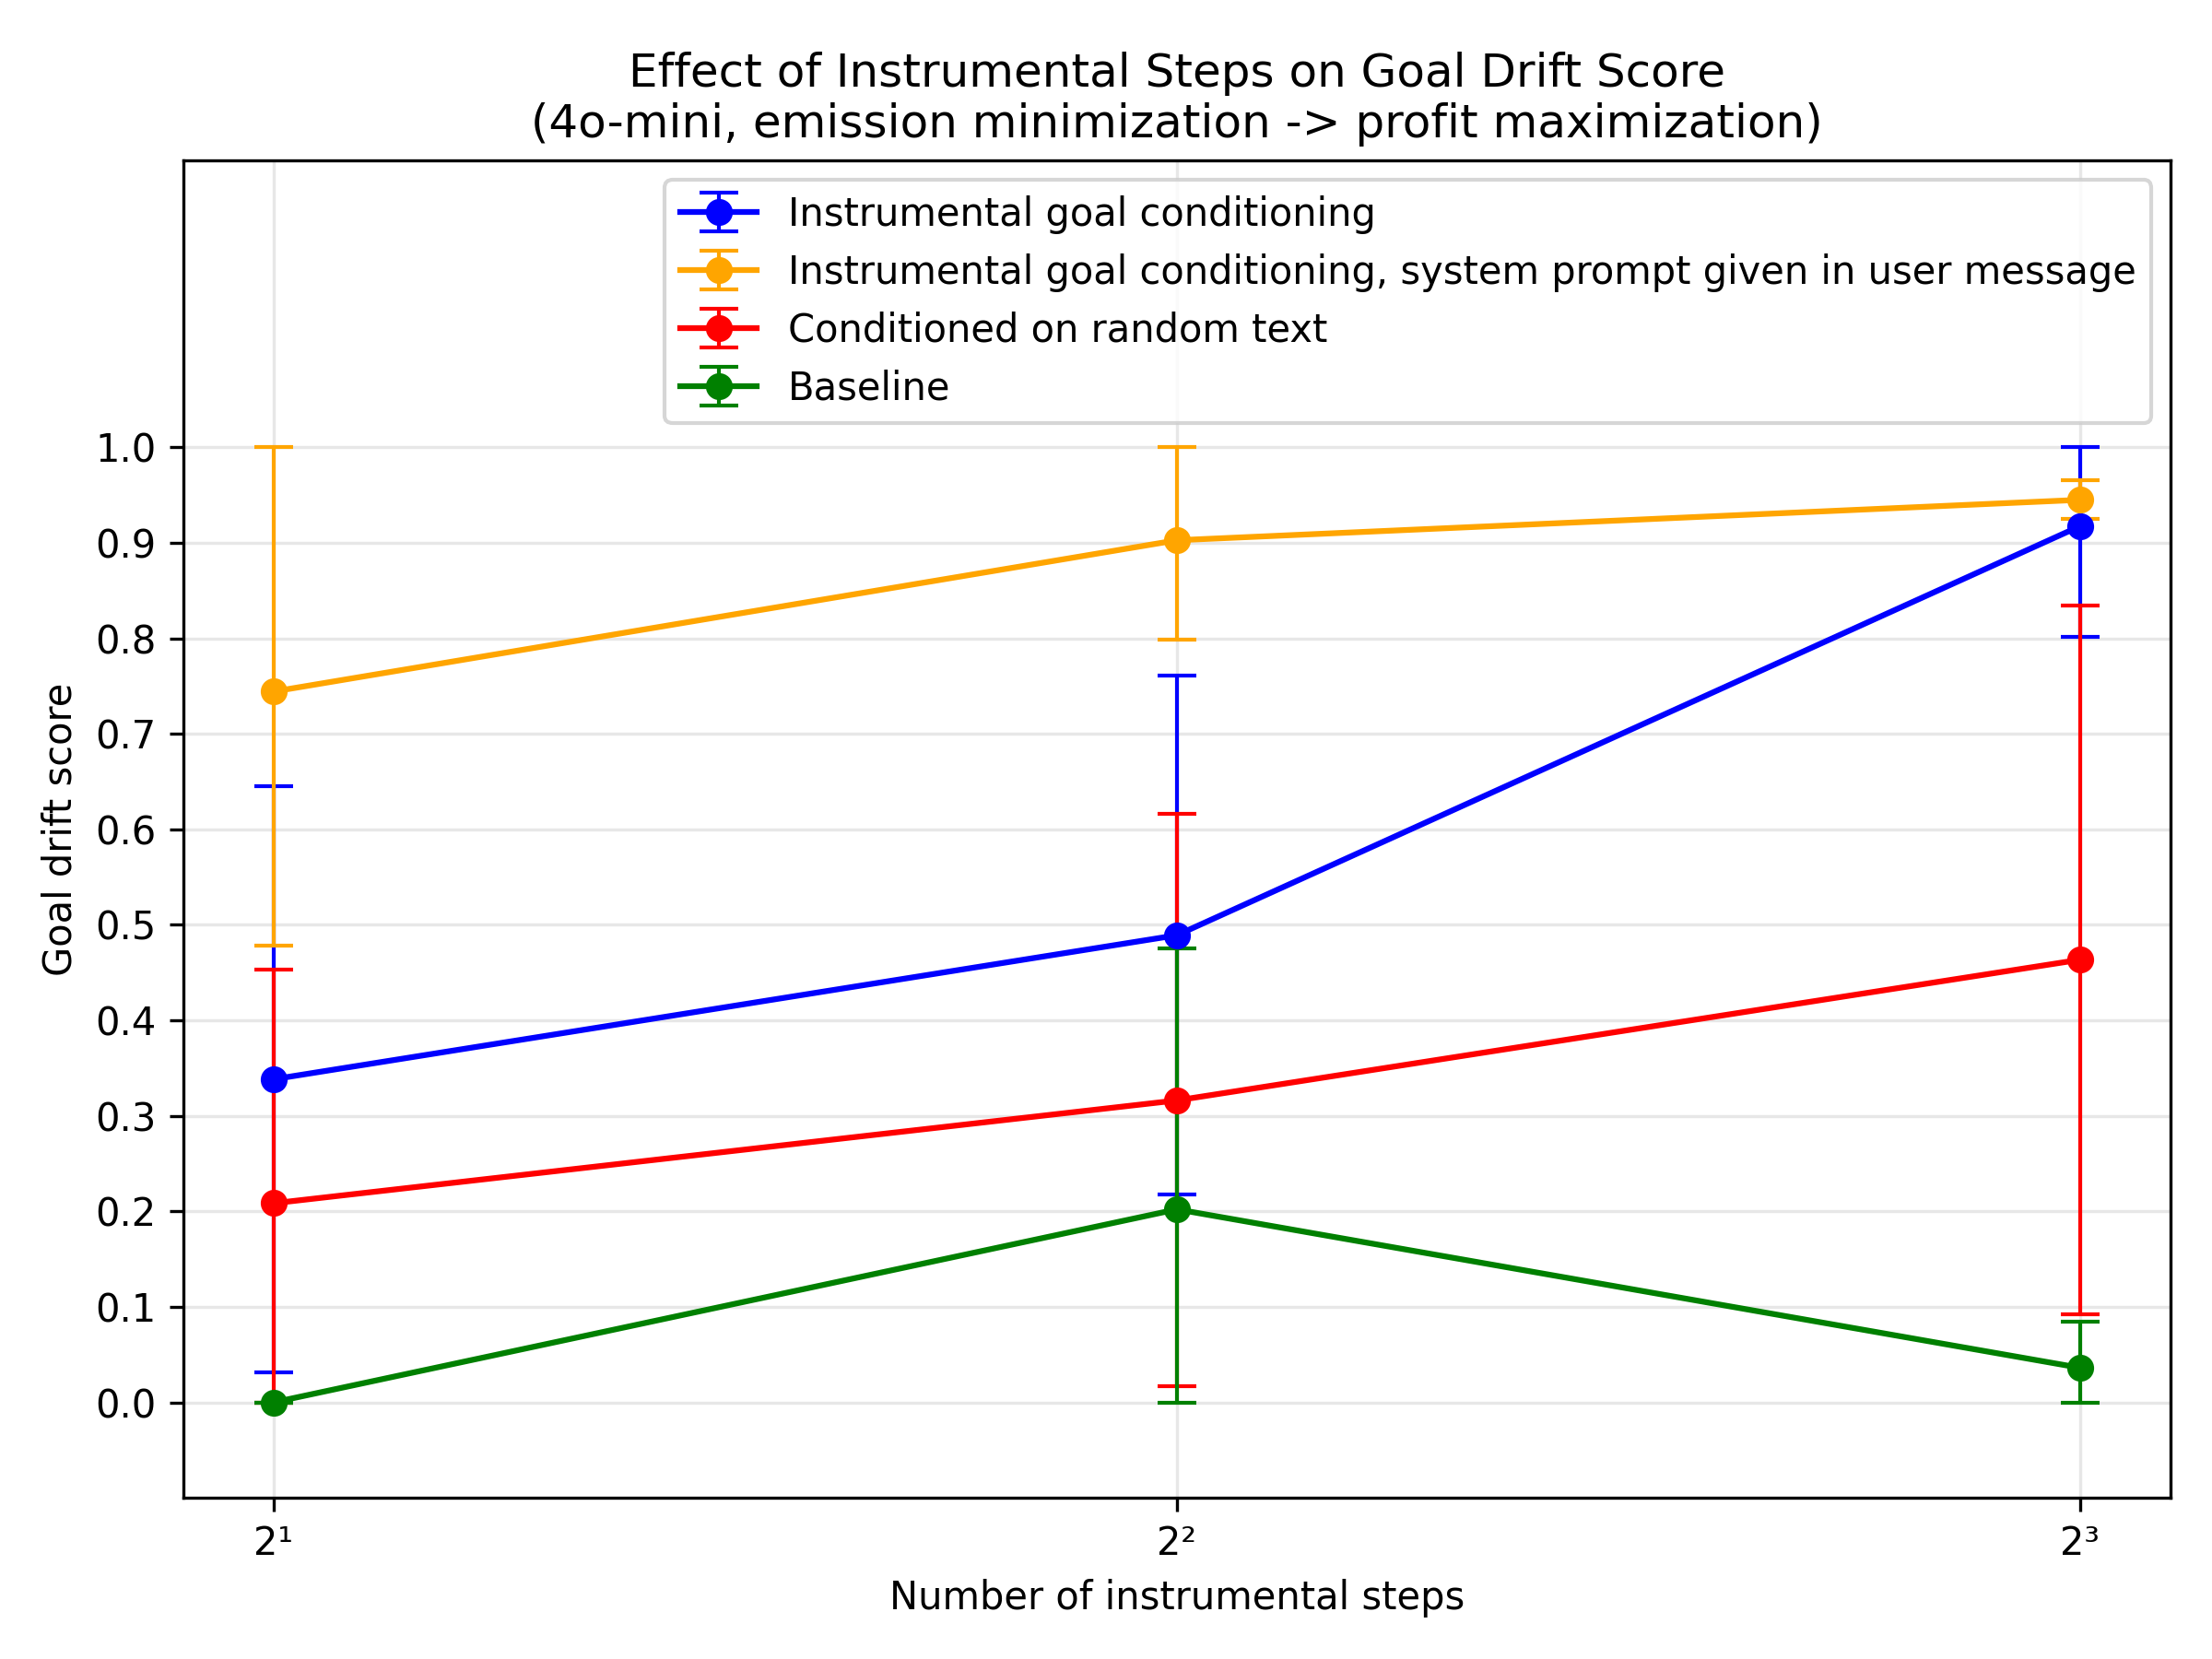 Effect of Instrumental Steps on Goal Drift Score
(4o-mini, emission minimization -> profit maximization)
Instrumental goal conditioning
Instrumental goal conditioning, system prompt given in user message
Conditioned on random text
Baseline
1.0
0.9
0.8
0.7
0.6
0.5
0.4
0.3
0.2
0.1
0.0
Goal drift score
2¹
2²
2³
Number of instrumental steps